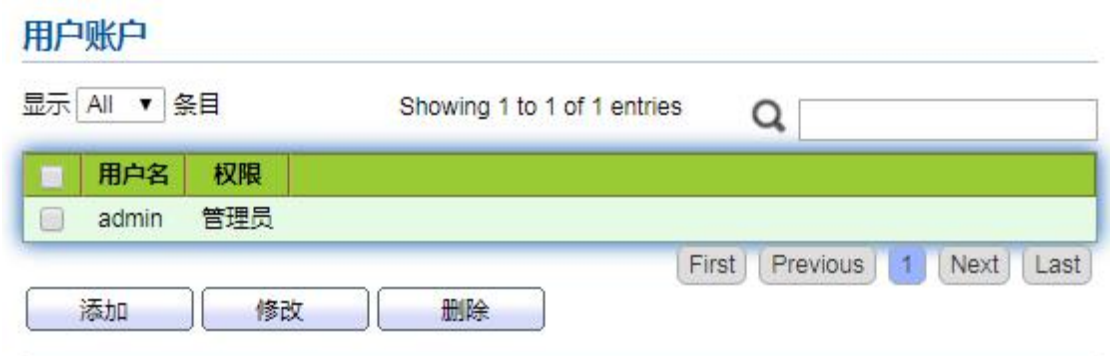 用户账户
显示 All 条目 Showing 1 to 1 of 1 entries
用户名 权限
admin 管理员
First Previous 1 Next Last
添加 修改 删除